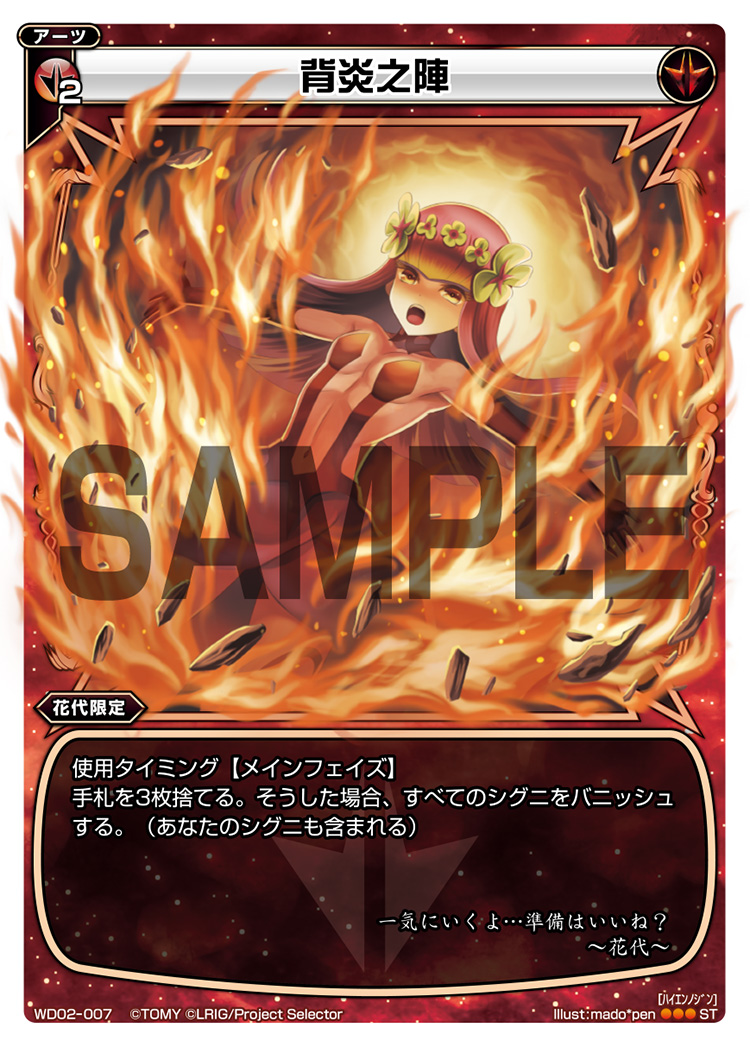 アーツ
2
背炎之陣
SAMPLE
花代限定
使用タイミング【メインフェイズ】
手札を3枚捨てる。そうした場合、すべてのシグニをバニッシュ
する。（あなたのシグニも含まれる）
一気にいくよ…準備はいいね？
～花代～
[ﾊｲｴﾝﾉｼﾞﾝ]
WD02-007 ©TOMY ©LRIG/Project Selector Illust:mado*pen ST